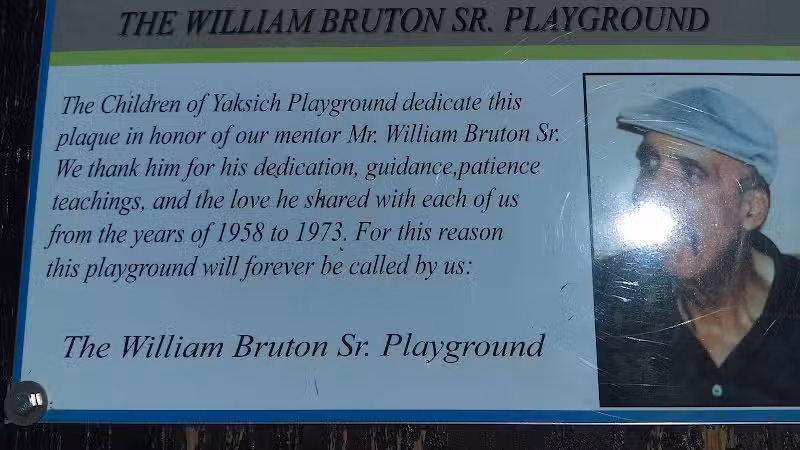 THE WILLIAM BRUTON SR. PLAYGROUND
The Children of Yaksich Playground dedicate this
plaque in honor of our mentor Mr. William Bruton Sr.
We thank him for his dedication, guidance,patience
teachings, and the love he shared with each of us
from the years of 1958 to 1973. For this reason
this playground will forever be called by us:
The William Bruton Sr. Playground